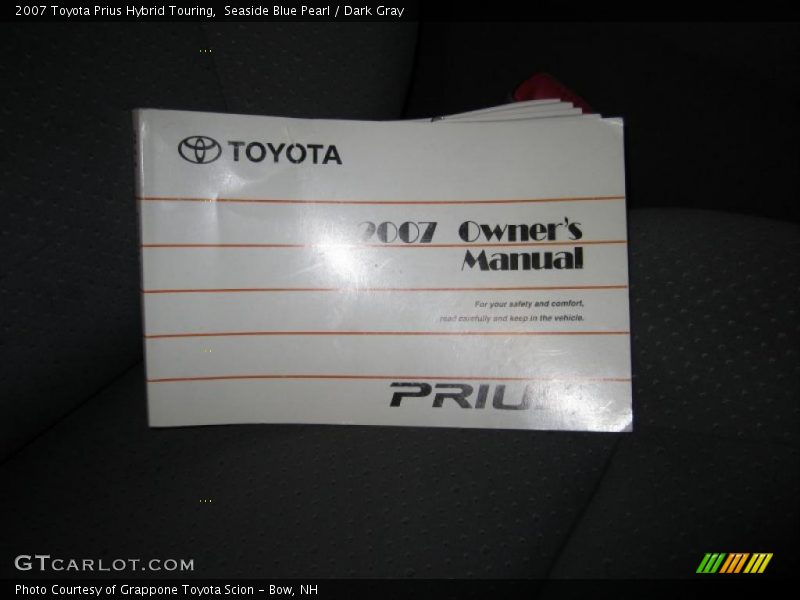 2007 Toyota Prius Hybrid Touring,  Seaside Blue Pearl / Dark Gray
TOYOTA
2007 Owner's
Manual
For your safety and comfort,
read carefully and keep in the vehicle.
PRIUS
GTCARLOT.COM
Photo Courtesy of Grappone Toyota Scion - Bow, NH